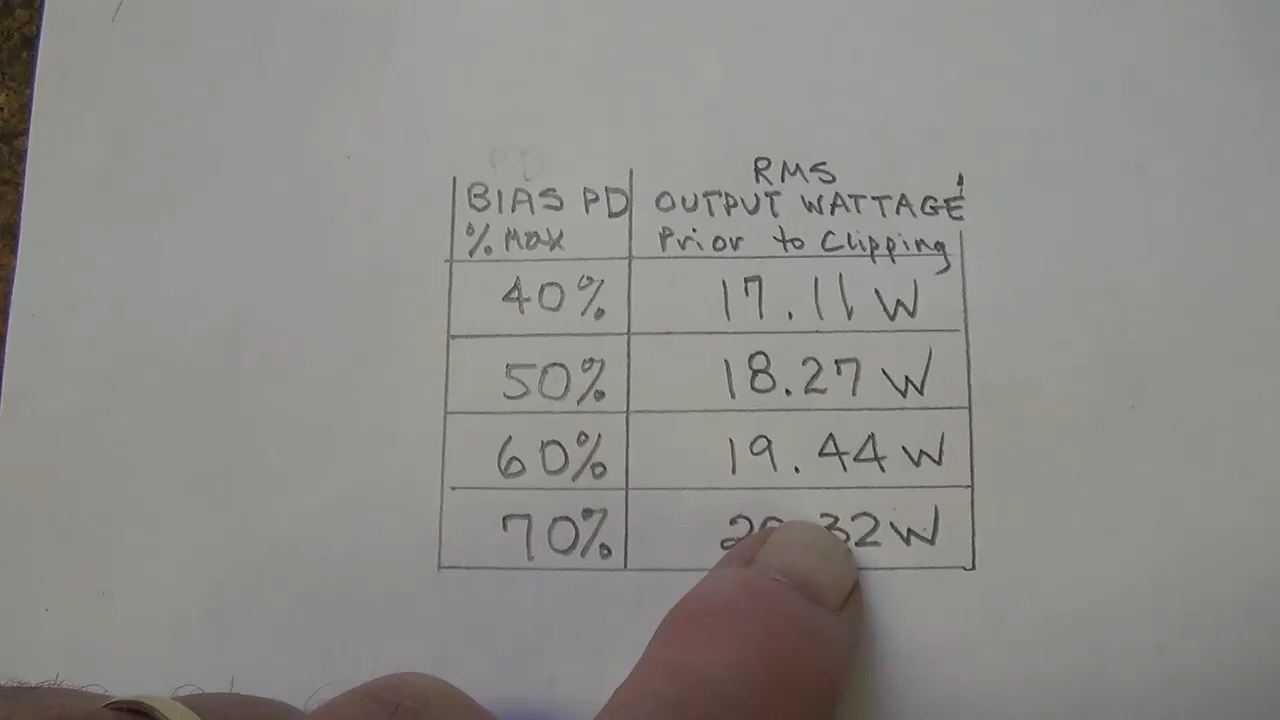 RMS
BIAS PD OUTPUT WATTAGE
% Max Prior to Clipping
40% 17.11 W
50% 18.27 W
60% 19.44 W
70%